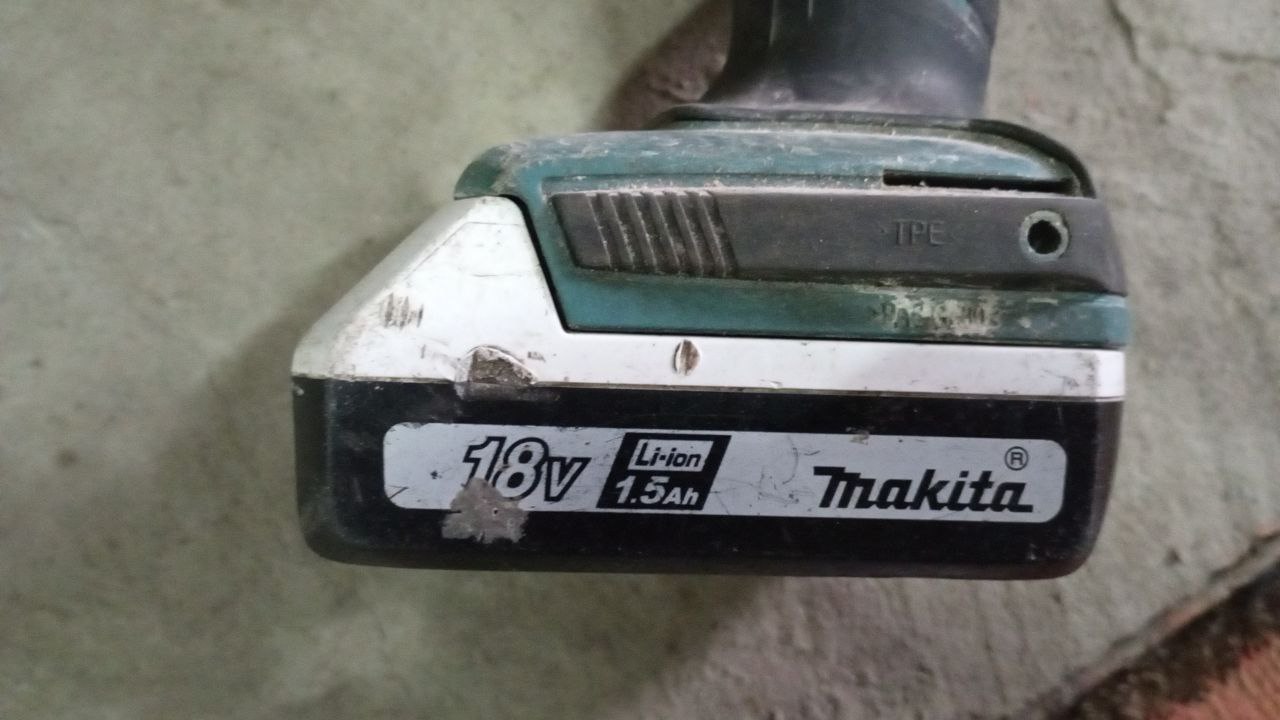 >TPE<
18V
Li-ion
1.5Ah
makita®